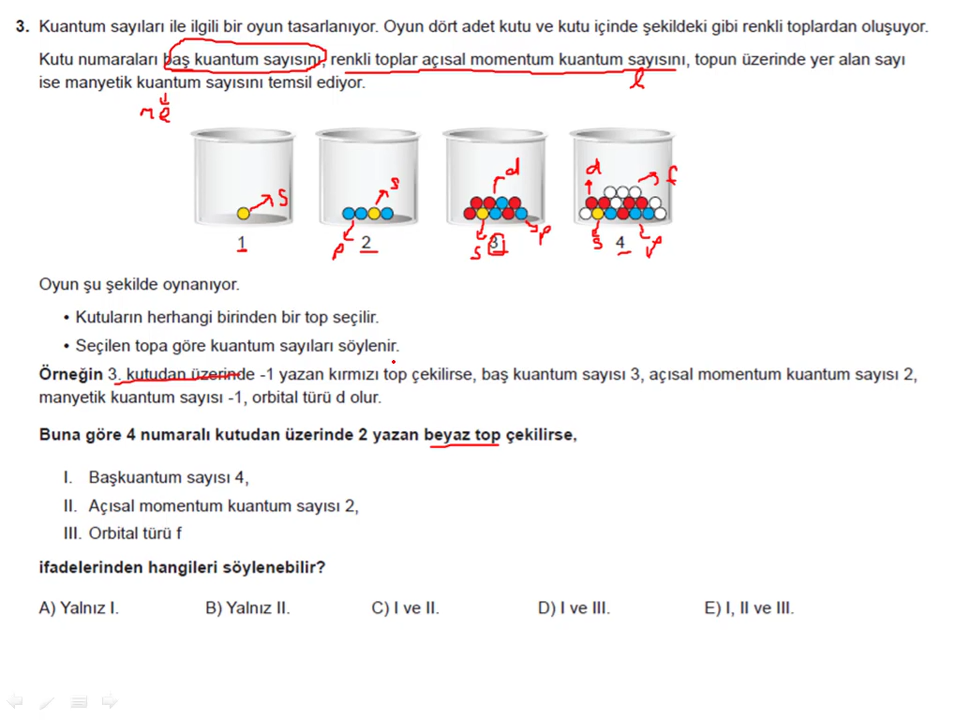 3. Kuantum sayıları ile ilgili bir oyun tasarlanıyor. Oyun dört adet kutu ve kutu içinde şekildeki gibi renkli toplardan oluşuyor.
Kutu numaraları baş kuantum sayısını, renkli toplar açısal momentum kuantum sayısını, topun üzerinde yer alan sayı
ise manyetik kuantum sayısını temsil ediyor.
l
ml
s
p s
d
s p
d f
s p
1 2 3 4
Oyun şu şekilde oynanıyor.
• Kutuların herhangi birinden bir top seçilir.
• Seçilen topa göre kuantum sayıları söylenir.
Örneğin 3. kutudan üzerinde -1 yazan kırmızı top çekilirse, baş kuantum sayısı 3, açısal momentum kuantum sayısı 2,
manyetik kuantum sayısı -1, orbital türü d olur.
Buna göre 4 numaralı kutudan üzerinde 2 yazan beyaz top çekilirse,
I. Başkuantum sayısı 4,
II. Açısal momentum kuantum sayısı 2,
III. Orbital türü f
ifadelerinden hangileri söylenebilir?
A) Yalnız I. B) Yalnız II. C) I ve II. D) I ve III. E) I, II ve III.